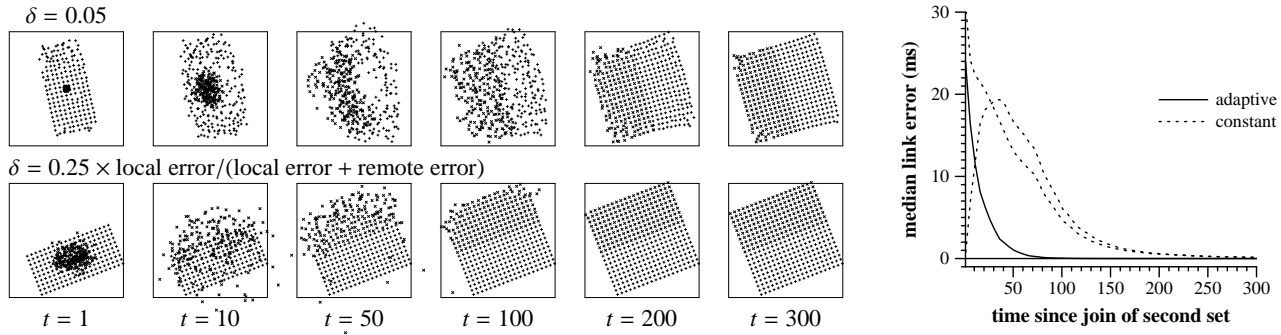 δ = 0.05
δ = 0.25 × local error/(local error + remote error)
t = 1
t = 10
t = 50
t = 100
t = 200
t = 300
median link error (ms)
30
20
10
0
adaptive
constant
50 100 150 200 250 300
time since join of second set